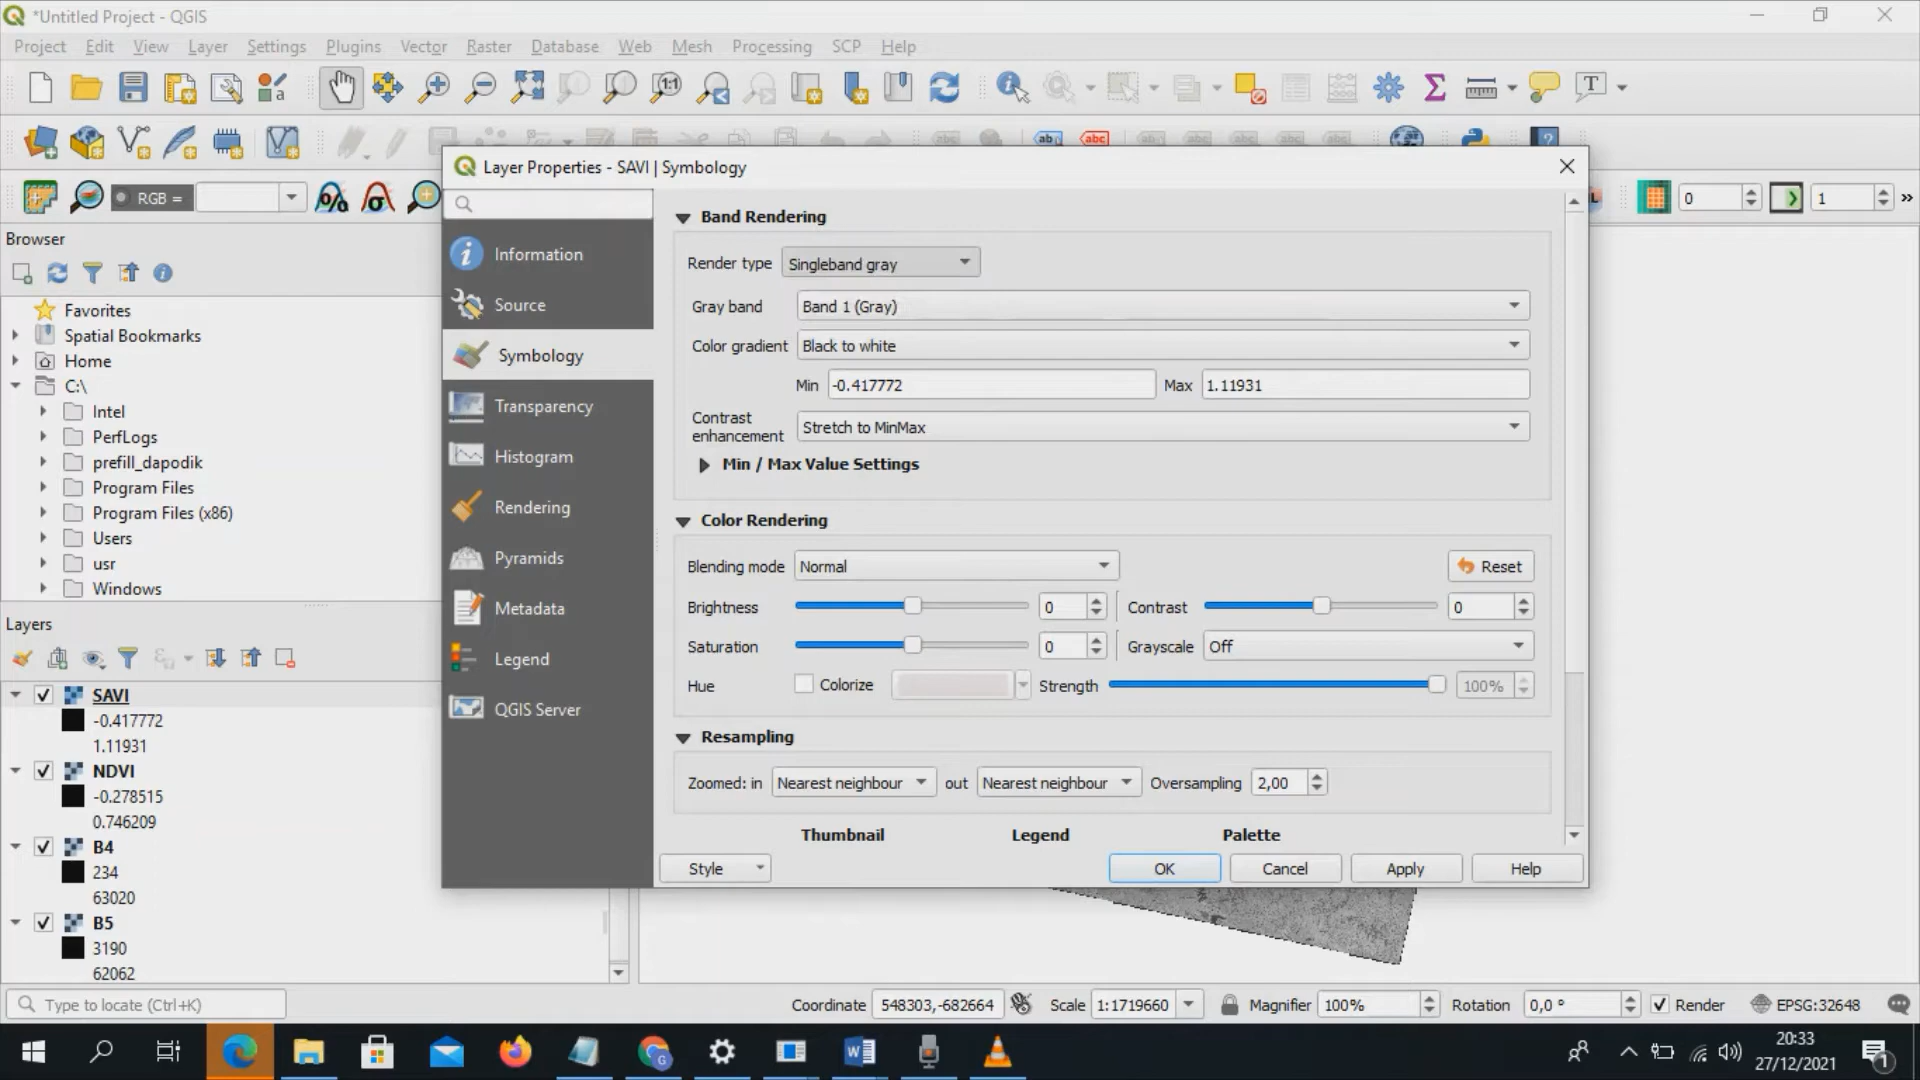 *Untitled Project - QGIS
Project Edit View Layer Settings Plugins Vector Raster Database Web Mesh Processing SCP Help
RGB =
0
1
»
Browser
Favorites
Spatial Bookmarks
Home
C:\
Intel
PerfLogs
prefill_dapodik
Program Files
Program Files (x86)
Users
usr
Windows
Layers
SAVI
-0.417772
1.11931
NDVI
-0.278515
0.746209
B4
234
63020
B5
3190
62062
Layer Properties - SAVI | Symbology
Information
Source
Symbology
Transparency
Histogram
Rendering
Pyramids
Metadata
Legend
QGIS Server
Band Rendering
Render type Singleband gray
Gray band Band 1 (Gray)
Color gradient Black to white
Min -0.417772 Max 1.11931
Contrast enhancement Stretch to MinMax
Min / Max Value Settings
Color Rendering
Blending mode Normal Reset
Brightness 0 Contrast 0
Saturation 0 Grayscale Off
Hue Colorize Strength 100%
Resampling
Zoomed: in Nearest neighbour out Nearest neighbour Oversampling 2,00
Thumbnail Legend Palette
Style OK Cancel Apply Help
Type to locate (Ctrl+K) Coordinate 548303,-682664 Scale 1:1719660 Magnifier 100% Rotation 0,0 ° Render EPSG:32648
20:33
27/12/2021
1